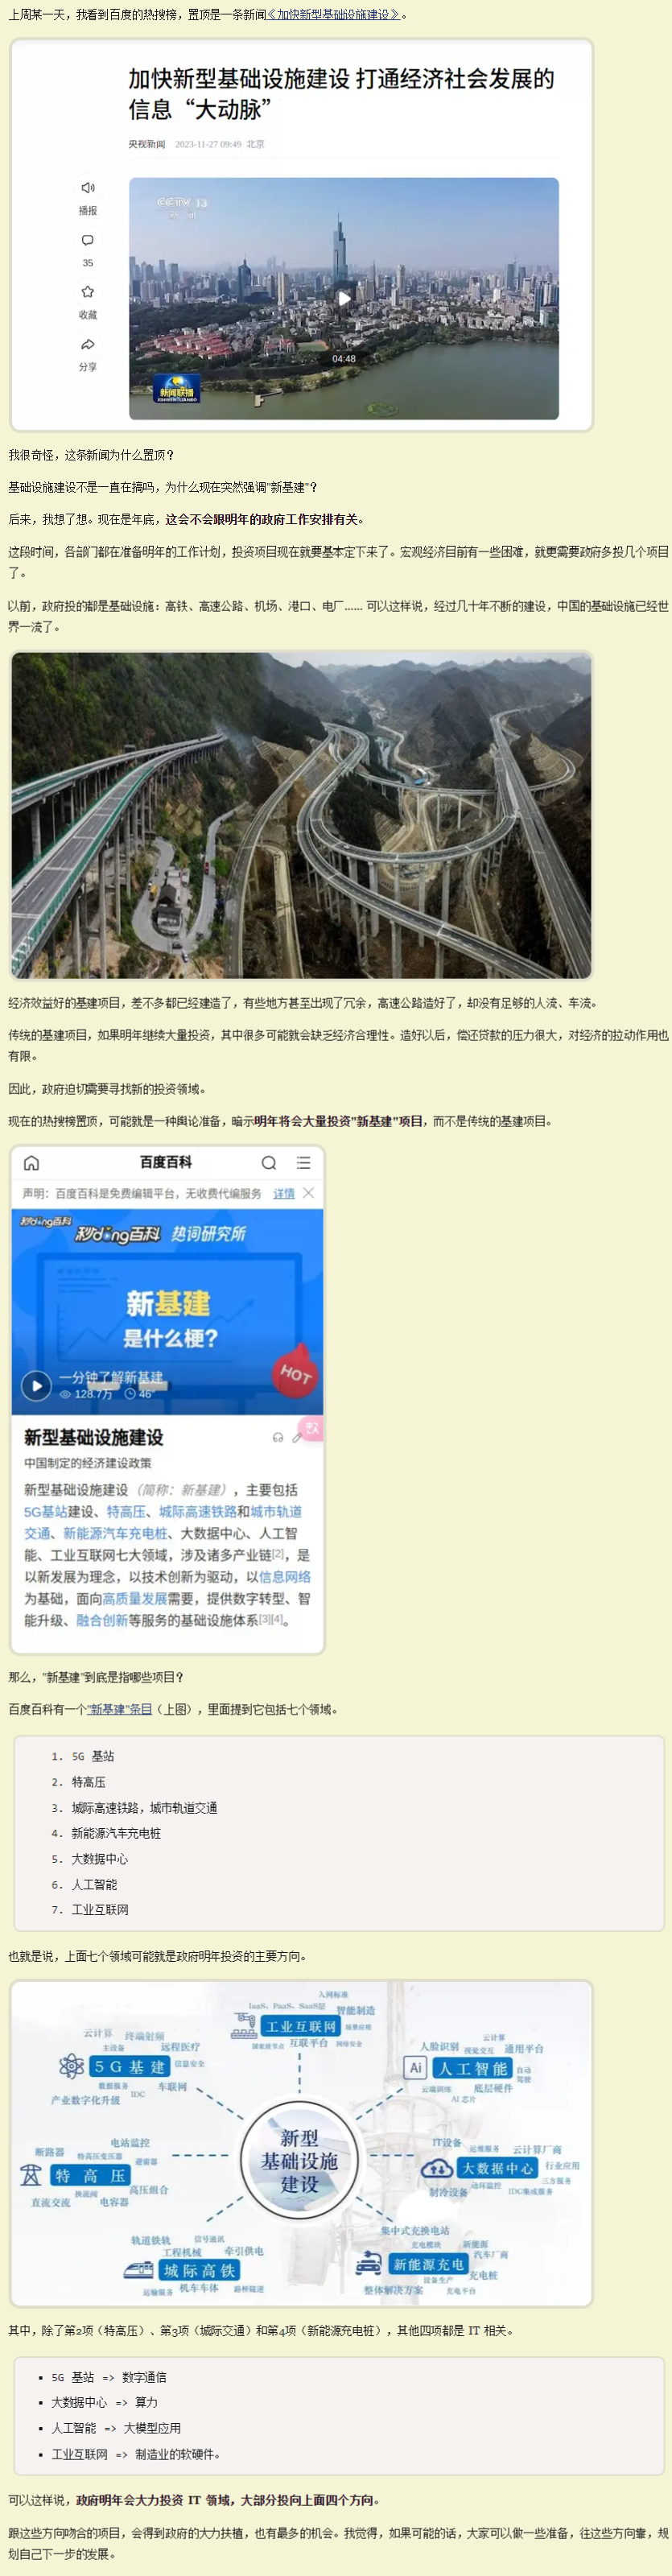 上周某一天，我看到百度的热搜榜，置顶是一条新闻《加快新型基础设施建设》。
加快新型基础设施建设 打通经济社会发展的
信息“大动脉”
央视新闻 2023-11-27 09:49 北京
播报
35
收藏
分享
CCTV 13
新闻
04:48
新闻联播
XINWENLIANBO
我很奇怪，这条新闻为什么置顶？
基础设施建设不是一直在搞吗，为什么现在突然强调"新基建"？
后来，我想了想。现在是年底，这会不会跟明年的政府工作安排有关。
这段时间，各部门都在准备明年的工作计划，投资项目现在就要基本定下来了。宏观经济目前有一些困难，就更需要政府多投几个项目
了。
以前，政府投的都是基础设施：高铁、高速公路、机场、港口、电厂...... 可以这样说，经过几十年不断的建设，中国的基础设施已经世
界一流了。
经济效益好的基建项目，差不多都已经建造了，有些地方甚至出现了冗余，高速公路造好了，却没有足够的人流、车流。
传统的基建项目，如果明年继续大量投资，其中很多可能就会缺乏经济合理性。造好以后，偿还贷款的压力很大，对经济的拉动作用也
有限。
因此，政府迫切需要寻找新的投资领域。
现在的热搜榜置顶，可能就是一种舆论准备，暗示明年将会大量投资"新基建"项目，而不是传统的基建项目。
百度百科
声明：百度百科是免费编辑平台，无收费代编服务 详情
秒懂百科 秒懂百科 热词研究所
新基建
是什么梗？
HOT
一分钟了解新基建
128.7万 46"
新型基础设施建设
中国制定的经济建设政策
新型基础设施建设（简称：新基建），主要包括
5G基站建设、特高压、城际高速铁路和城市轨道
交通、新能源汽车充电桩、大数据中心、人工智
能、工业互联网七大领域，涉及诸多产业链[2]，是
以新发展为理念，以技术创新为驱动，以信息网络
为基础，面向高质量发展需要，提供数字转型、智
能升级、融合创新等服务的基础设施体系[3][4]。
那么，"新基建"到底是指哪些项目？
百度百科有一个"新基建"条目（上图），里面提到它包括七个领域。
1. 5G 基站
2. 特高压
3. 城际高速铁路，城市轨道交通
4. 新能源汽车充电桩
5. 大数据中心
6. 人工智能
7. 工业互联网
也就是说，上面七个领域可能就是政府明年投资的主要方向。
入网标准
IaaS、PaaS、SaaS层 智能制造
工业互联网 场景应用
国家级节点 互联平台 网络安全
云计算 终端射频
主设备 远程医疗
5G基建 信息安全
数据服务 IDC 车联网
产业数字化升级
人脸识别 云计算
视觉交互 通用平台
Ai 人工智能 自动
驾驶
云端训练 底层硬件
AI 芯片
新型
基础设施
建设
断路器 电站监控
特高压变压器 避雷器
特高压
换流阀 高压组合
直流交流 电容器
IT设备 运维服务 云计算厂商
大数据中心 行业应用
动环监控 三方服务
制冷设备 IDC集成服务
轨道铁轨 信号通讯
工程机械 牵引供电
城际高铁
运输服务 机车车体 路桥隧道
集中式充换电站
充电模块 新能源
汽车厂商
新能源充电
设备生产 充电桩
整体解决方案 充电平台
其中，除了第2项（特高压）、第3项（城际交通）和第4项（新能源充电桩），其他四项都是 IT 相关。
▪ 5G 基站 => 数字通信
▪ 大数据中心 => 算力
▪ 人工智能 => 大模型应用
▪ 工业互联网 => 制造业的软硬件。
可以这样说，政府明年会大力投资 IT 领域，大部分投向上面四个方向。
跟这些方向吻合的项目，会得到政府的大力扶植，也有最多的机会。我觉得，如果可能的话，大家可以做一些准备，往这些方向靠，规
划自己下一步的发展。